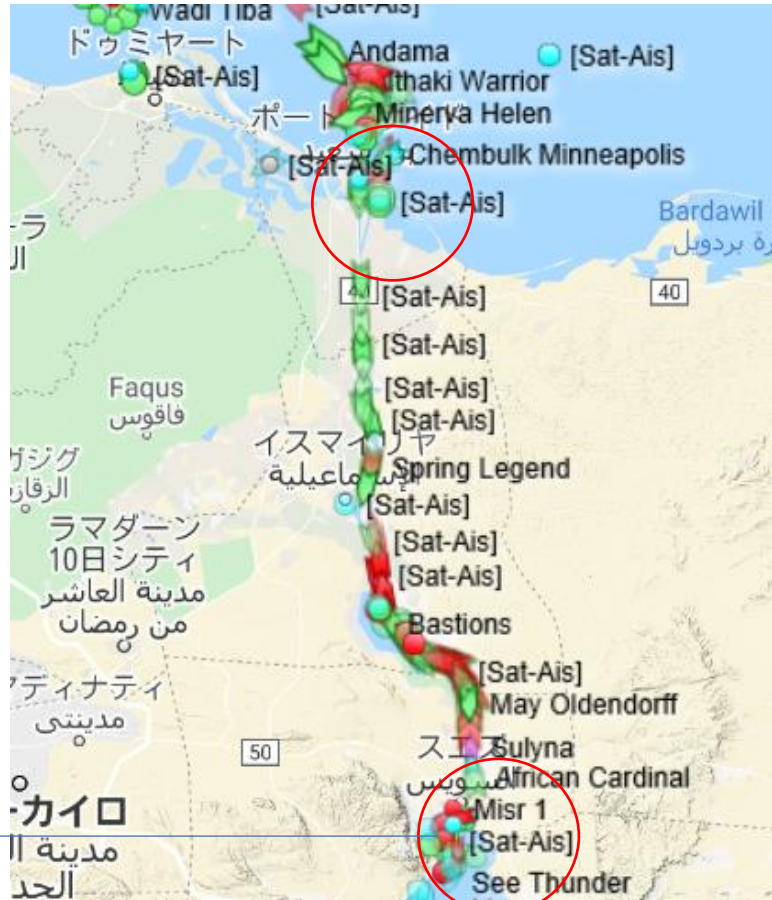 Wadi Tiba
[Sat-Ais]
ドゥミヤート
[Sat-Ais]
Andama
[Sat-Ais]
Ithaki Warrior
Minerva Helen
Chembulk Minneapolis
[Sat-Ais]
[Sat-Ais]
Bardawil
40
[Sat-Ais]
40
[Sat-Ais]
[Sat-Ais]
Faqus
فاقوس
[Sat-Ais]
イスマイリヤ
الإسماعيلية
Spring Legend
[Sat-Ais]
ラマダーン
10日シティ
مدينة العاشر
من رمضان
[Sat-Ais]
[Sat-Ais]
Bastions
[Sat-Ais]
May Oldendorff
مدينتي
50
Sulyna
African Cardinal
Misr 1
カイロ
[Sat-Ais]
See Thunder